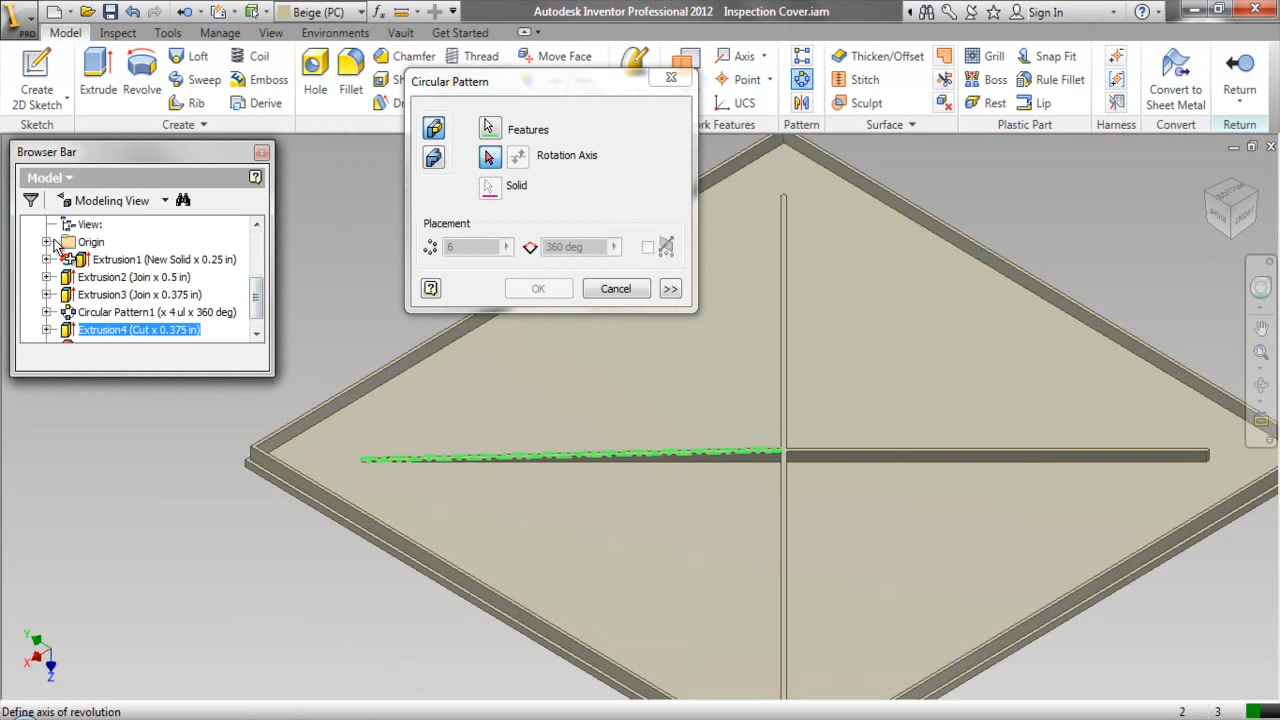 Beige (PC)
Autodesk Inventor Professional 2012 Inspection Cover.iam
Sign In
PRO
Model Inspect Tools Manage View Environments Vault Get Started
Create
2D Sketch
Extrude
Revolve
Loft
Sweep
Rib
Coil
Emboss
Derive
Hole
Fillet
Chamfer
Thread
Move Face
Axis
Point
UCS
Thicken/Offset
Stitch
Sculpt
Grill
Boss
Rest
Snap Fit
Rule Fillet
Lip
Convert to
Sheet Metal
Return
Sketch
Create
Pattern
Surface
Plastic Part
Harness
Convert
Return
Browser Bar
Model
Modeling View
View:
Origin
Extrusion1 (New Solid x 0.25 in)
Extrusion2 (Join x 0.5 in)
Extrusion3 (Join x 0.375 in)
Circular Pattern1 (x 4 ul x 360 deg)
Extrusion4 (Cut x 0.375 in)
Circular Pattern
Features
Rotation Axis
Solid
Placement
6
360 deg
OK
Cancel
>>
Y
X
Z
Define axis of revolution
2 3